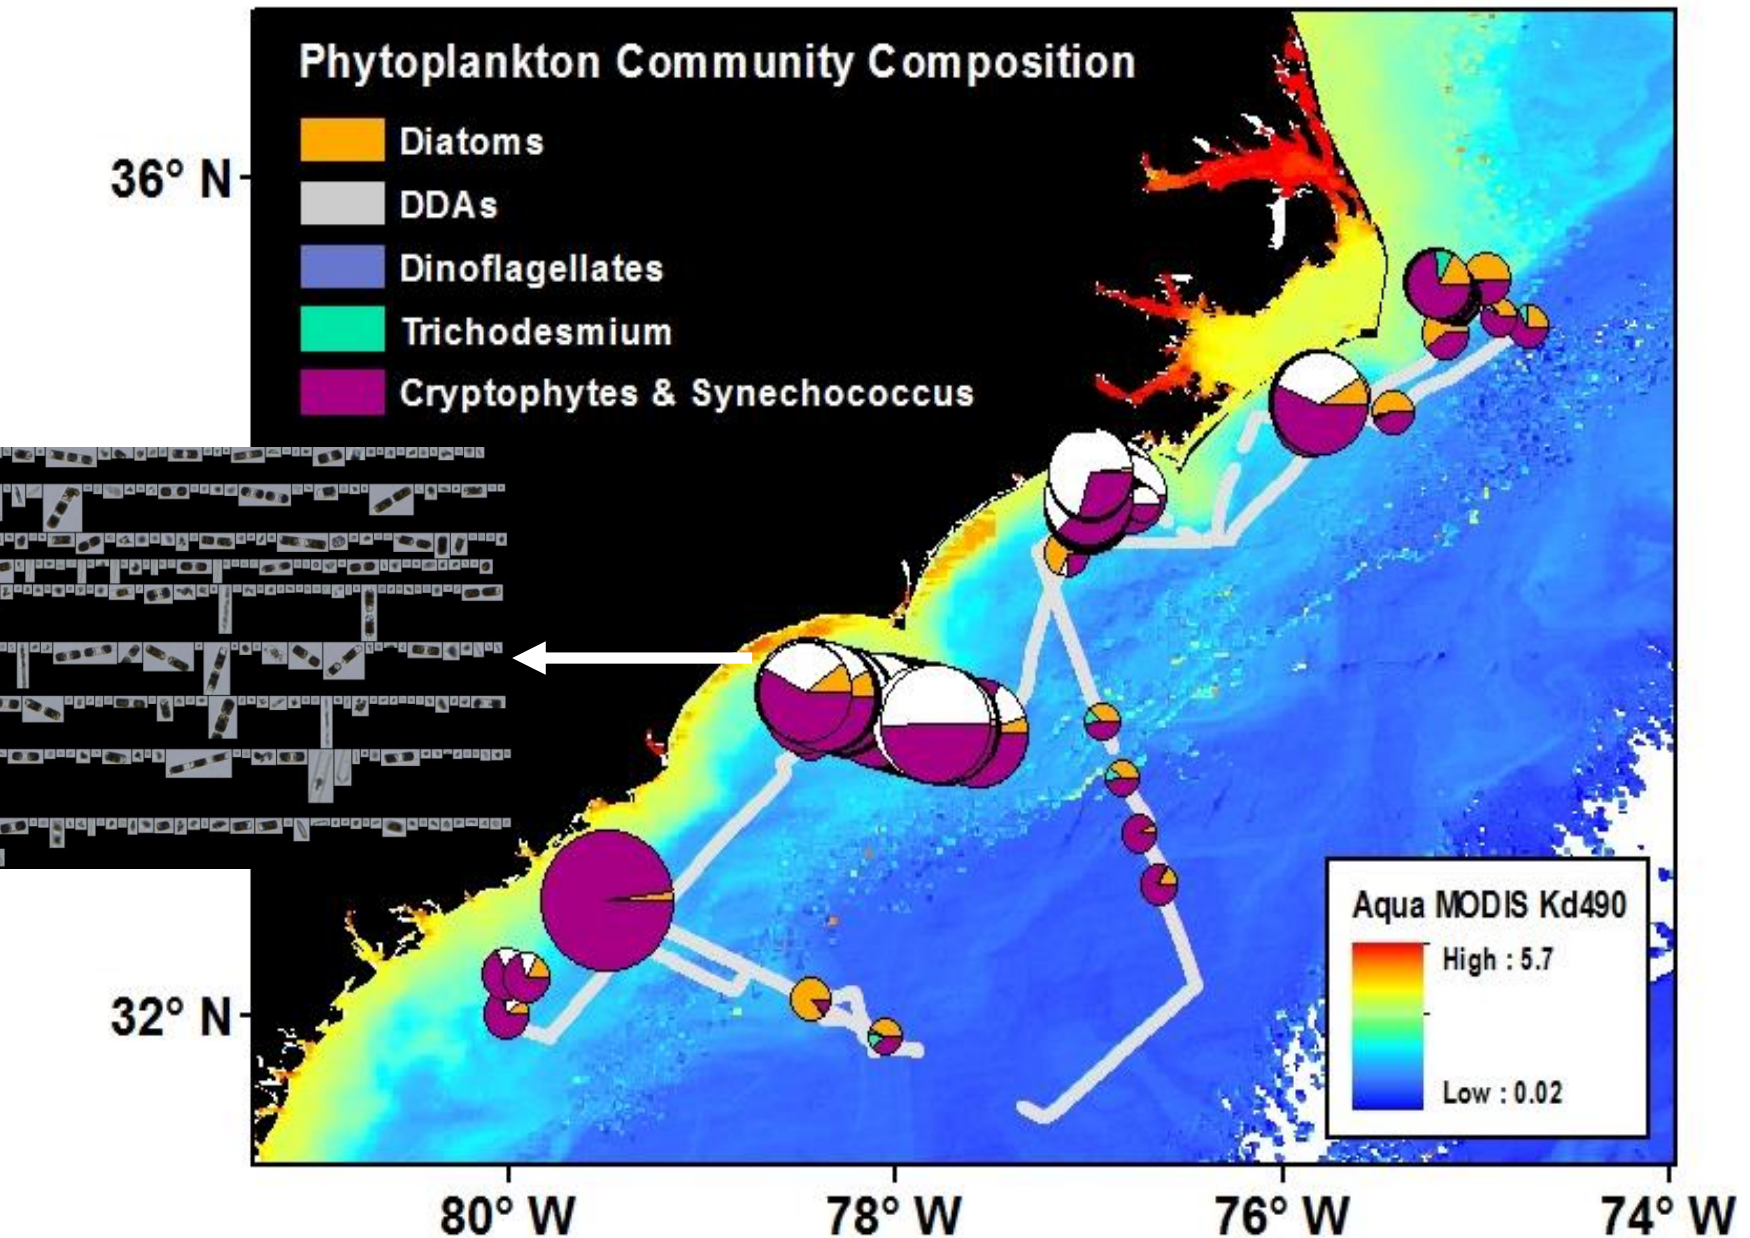 Phytoplankton Community Composition
Diatoms
DDAs
Dinoflagellates
Trichodesmium
Cryptophytes & Synechococcus
36° N
32° N
Aqua MODIS Kd490
High : 5.7
Low : 0.02
80° W
78° W
76° W
74° W